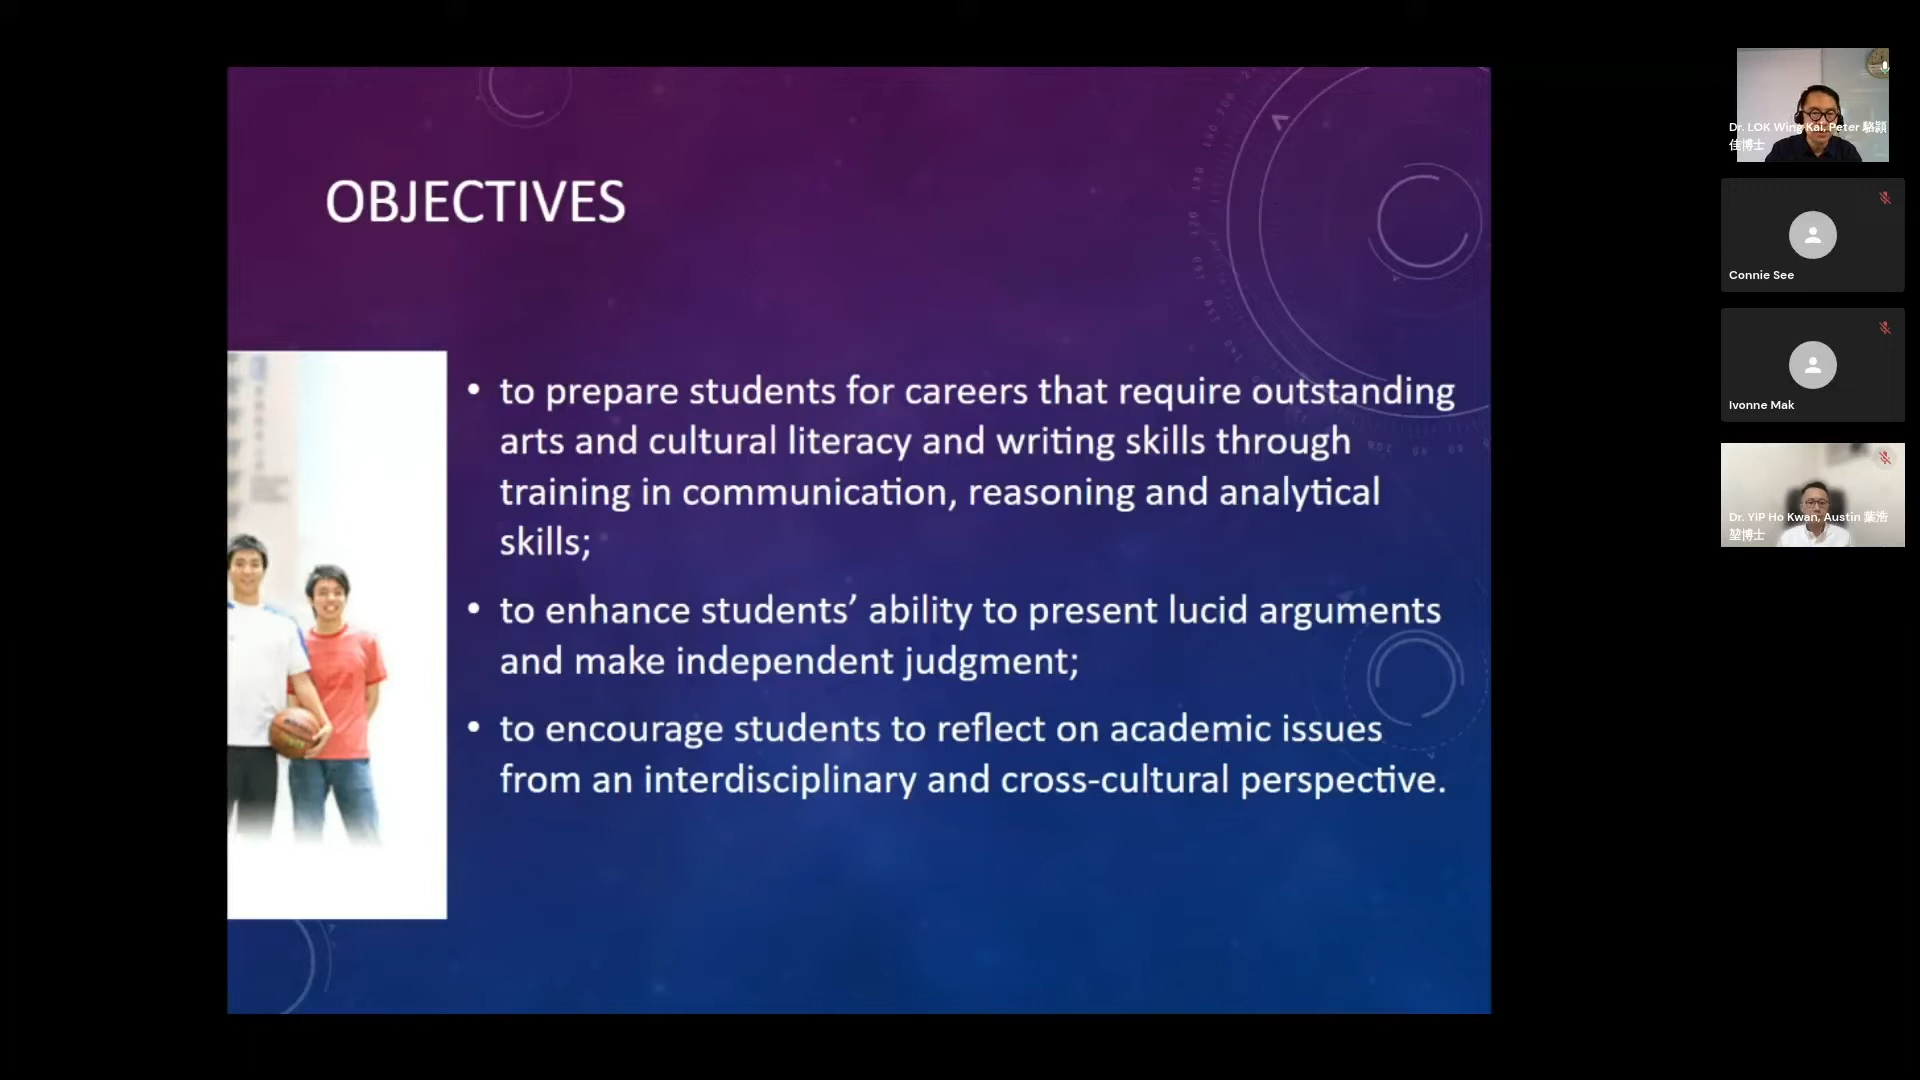 OBJECTIVES
• to prepare students for careers that require outstanding
arts and cultural literacy and writing skills through
training in communication, reasoning and analytical
skills;
• to enhance students’ ability to present lucid arguments
and make independent judgment;
• to encourage students to reflect on academic issues
from an interdisciplinary and cross-cultural perspective.
Dr. LOK Wing Kai, Peter 駱頴
佳博士
Connie See
Ivonne Mak
Dr. YIP Ho Kwan, Austin 葉浩
堃博士